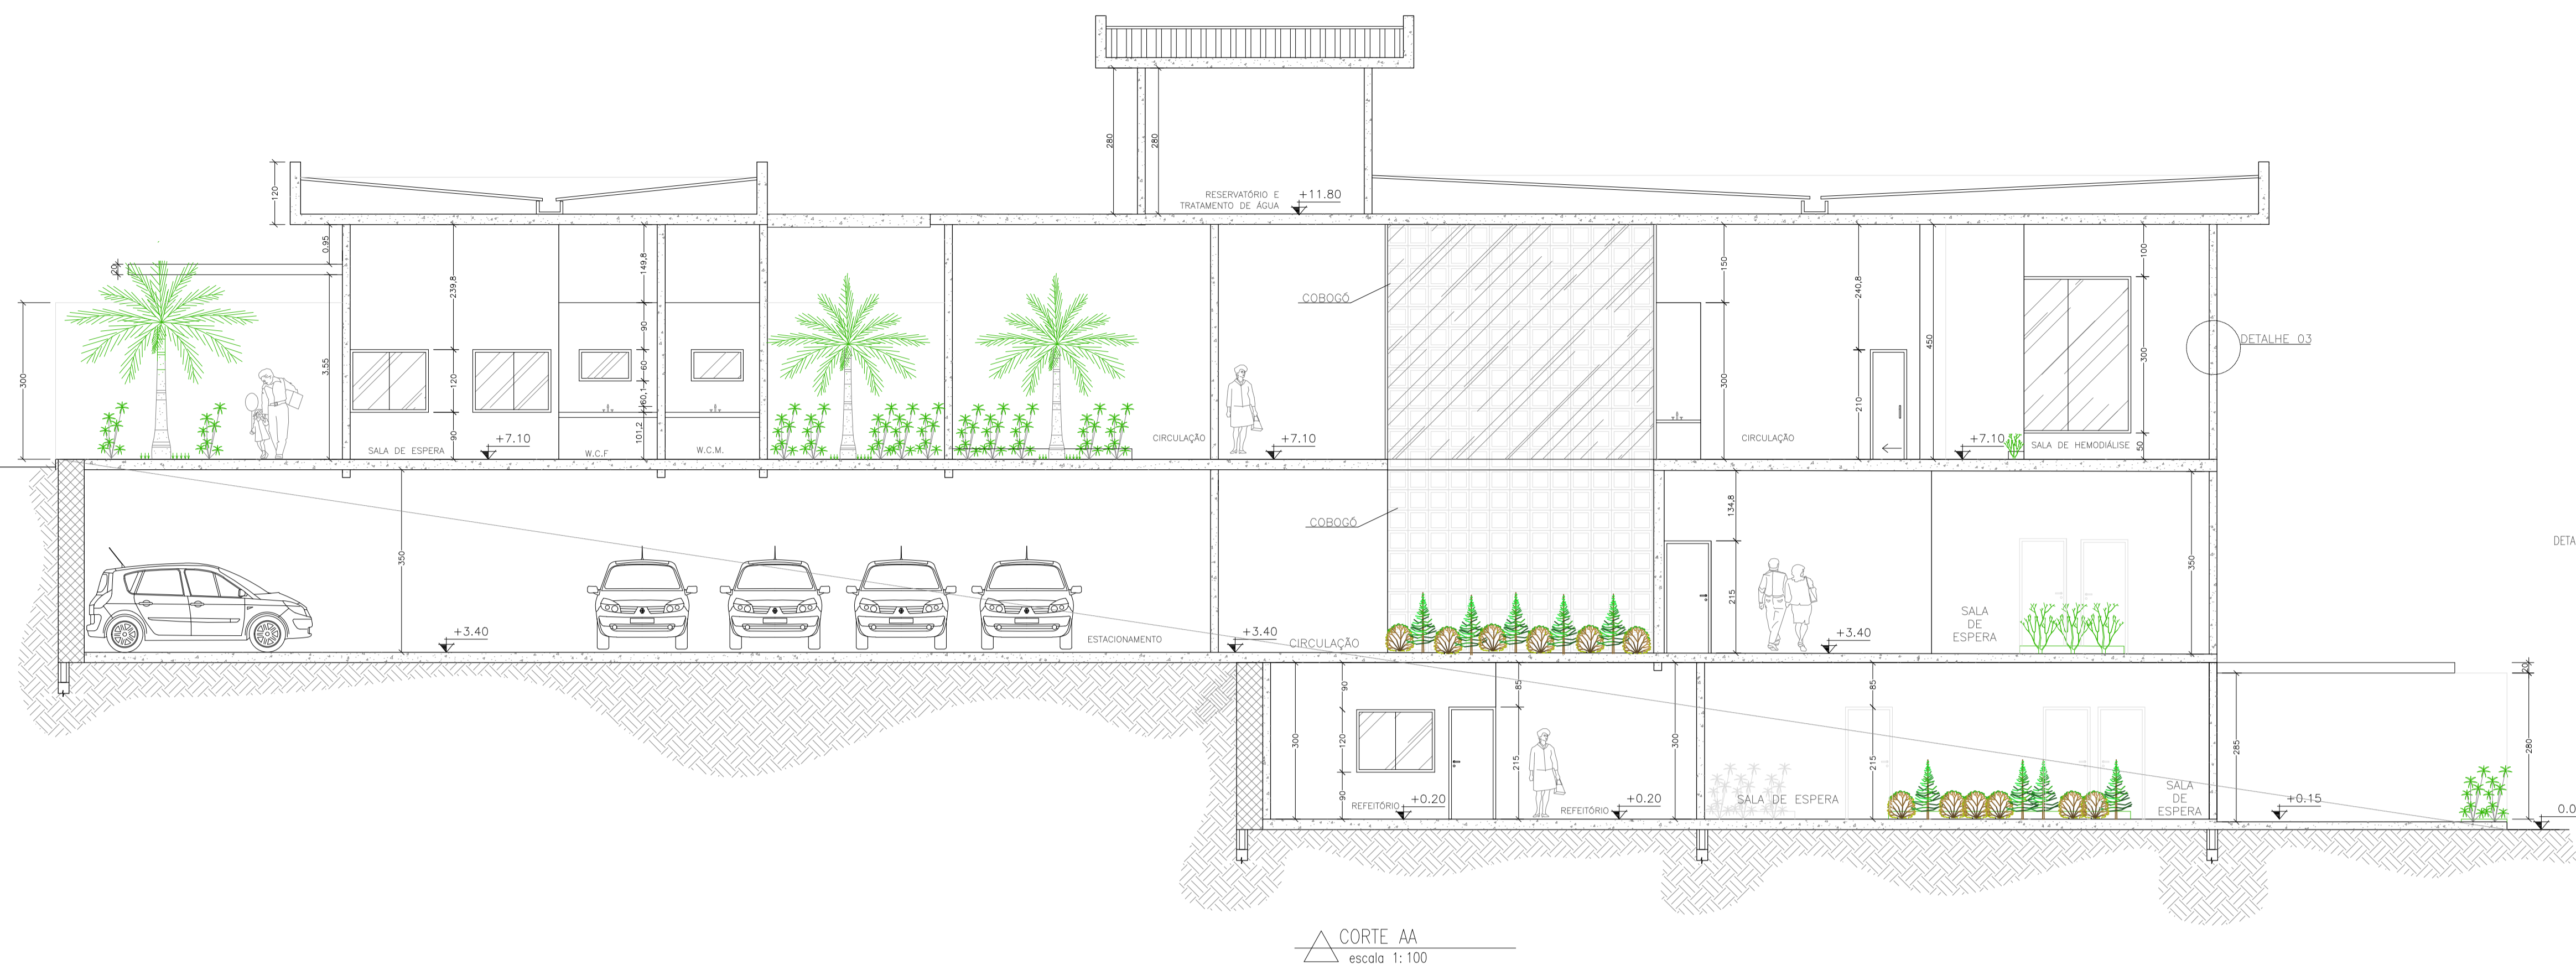 280
280
RESERVATÓRIO E
TRATAMENTO DE ÁGUA
+11.80
120
0.95
20
239,8
149,8
150
240,8
100
COBOGÓ
300
3.55
90
60
120
60,1
90
101,2
450
300
210
300
50
DETALHE 03
SALA DE ESPERA
+7.10
W.C.F
W.C.M.
CIRCULAÇÃO
+7.10
CIRCULAÇÃO
+7.10
SALA DE HEMODIÁLISE
COBOGÓ
134,8
350
350
215
DETA
+3.40
ESTACIONAMENTO
+3.40
CIRCULAÇÃO
+3.40
SALA
DE
ESPERA
20
90
85
85
300
120
215
300
215
285
280
90
REFEITÓRIO
+0.20
REFEITÓRIO
+0.20
SALA DE ESPERA
SALA
DE
ESPERA
+0.15
0.0
CORTE AA
escala 1:100